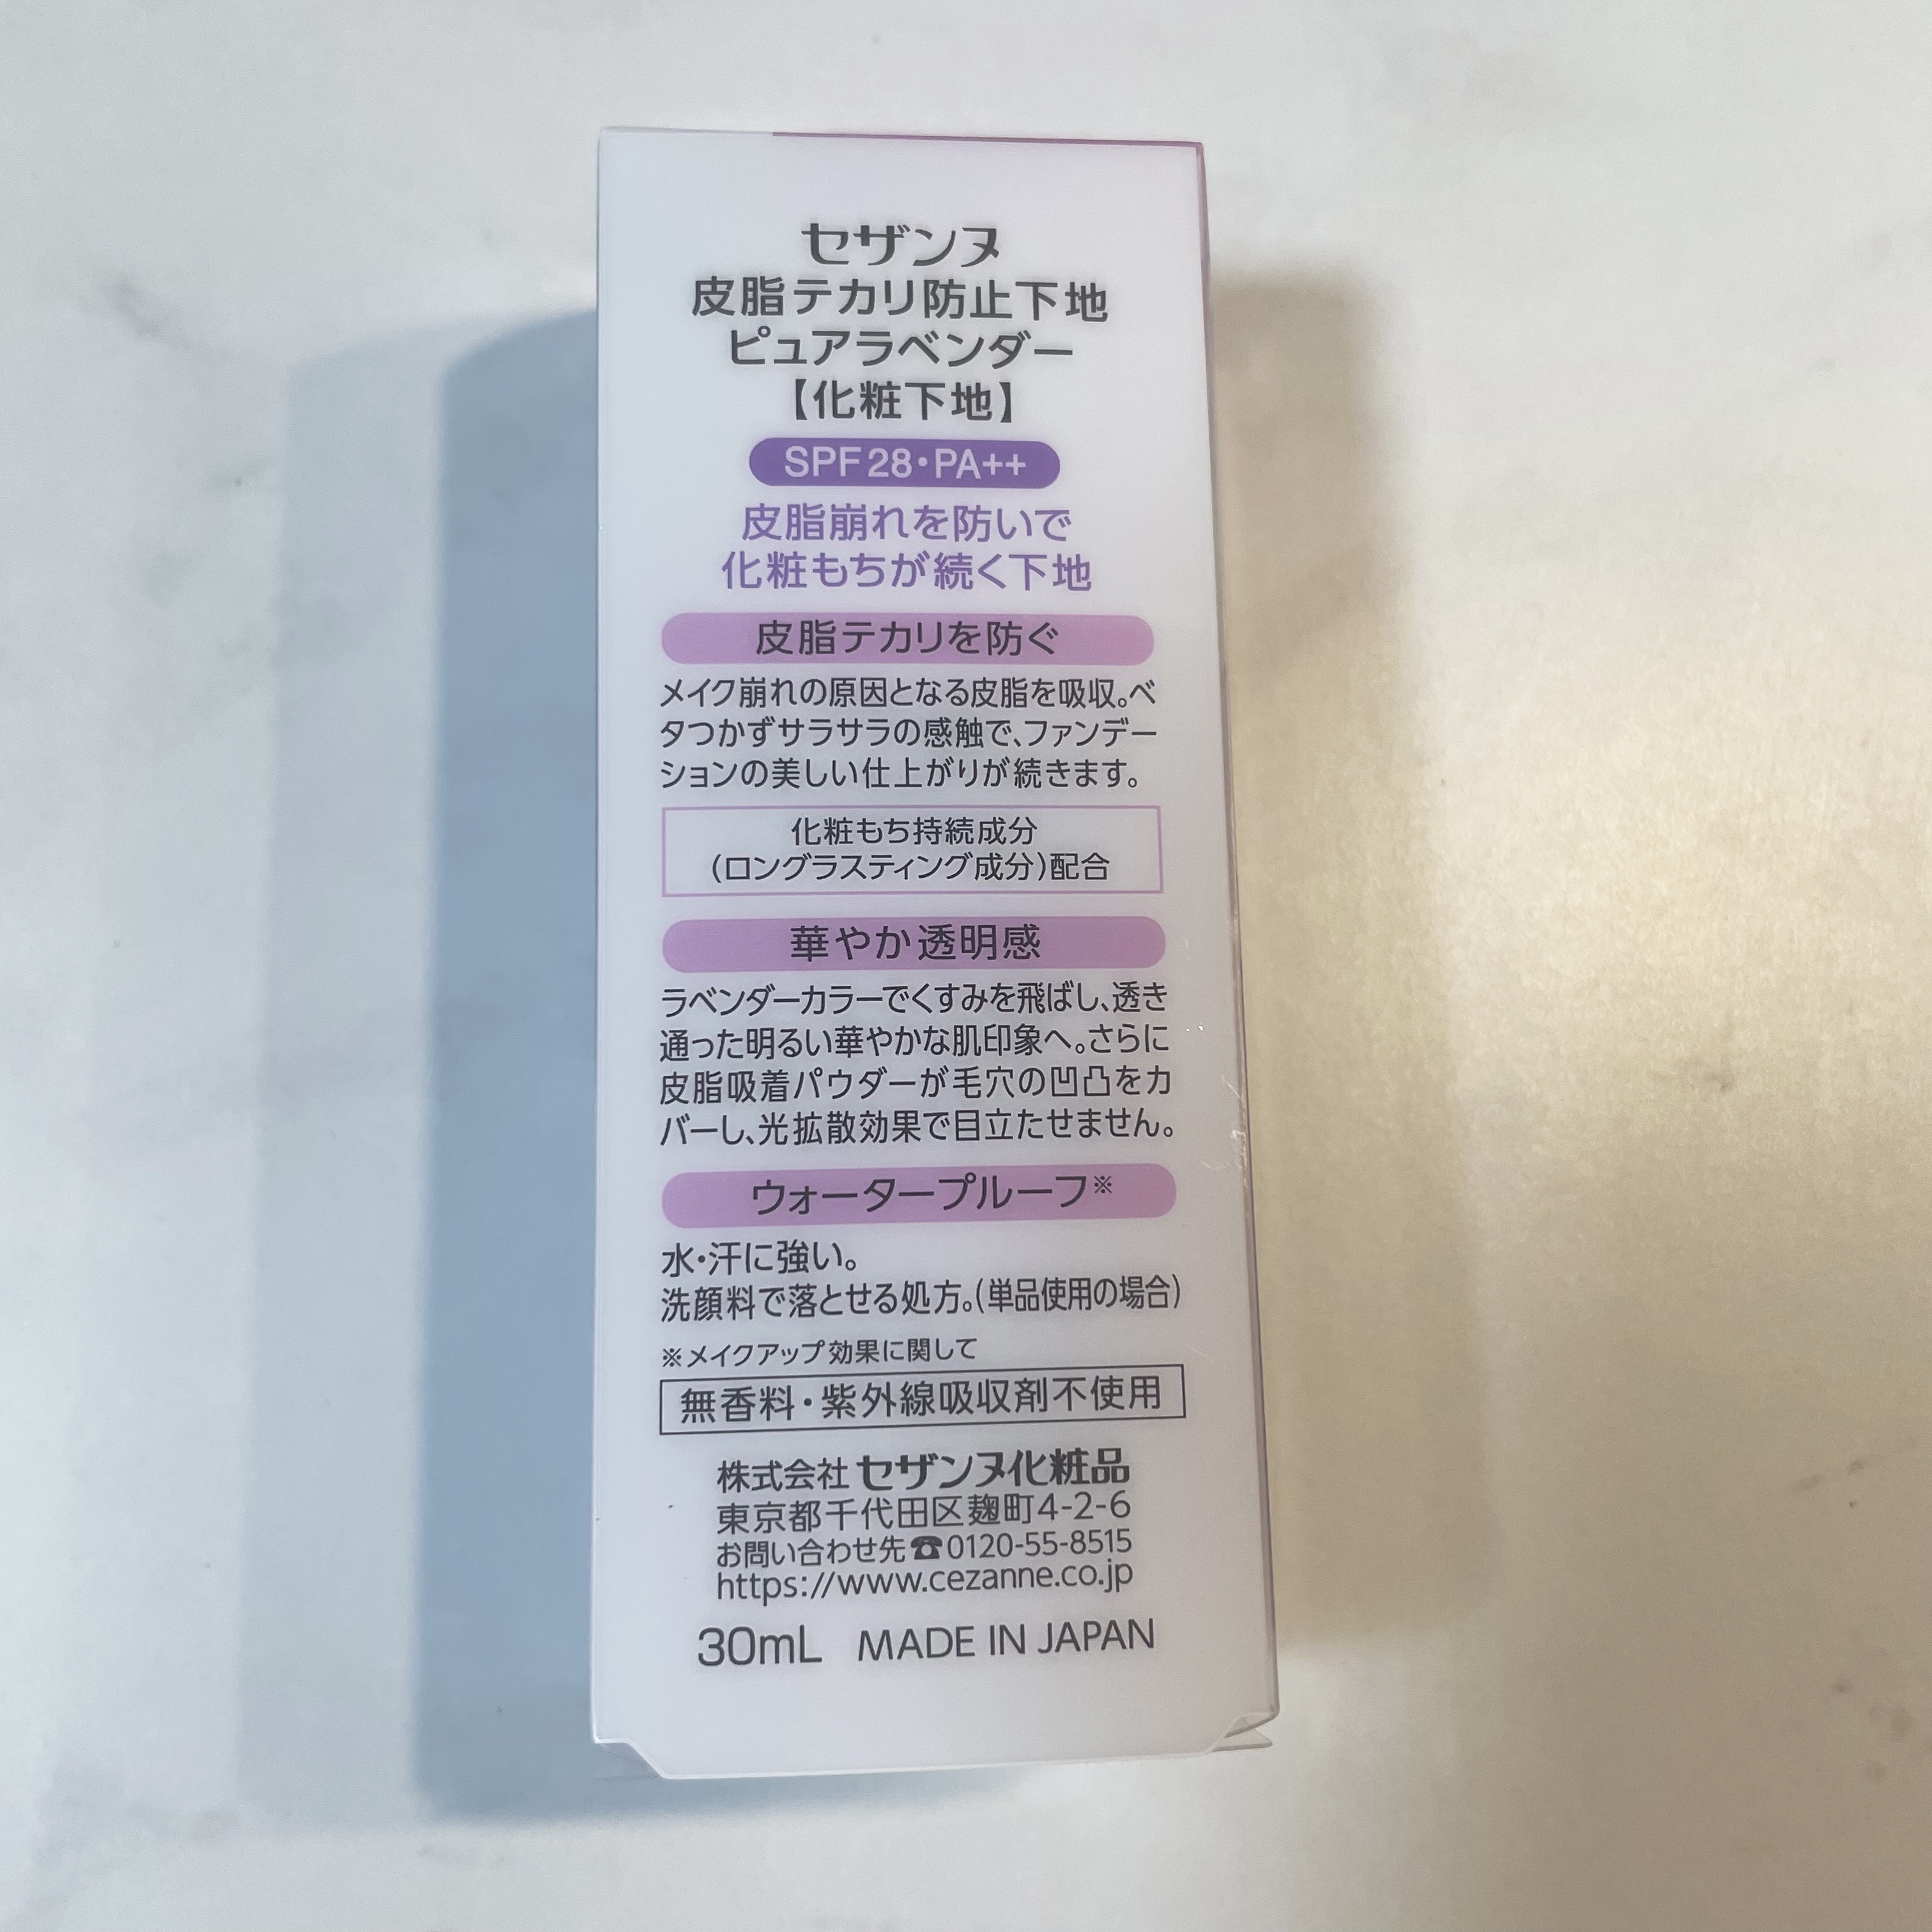 セザンヌ
皮脂テカリ防止下地
ピュアラベンダー
【化粧下地】
SPF28・PA++
皮脂崩れを防いで
化粧もちが続く下地
皮脂テカリを防ぐ
メイク崩れの原因となる皮脂を吸収。ベ
タつかずサラサラの感触で、ファンデー
ションの美しい仕上がりが続きます。
化粧もち持続成分
(ロングラスティング成分)配合
華やか透明感
ラベンダーカラーでくすみを飛ばし、透き
通った明るい華やかな肌印象へ。さらに
皮脂吸着パウダーが毛穴の凹凸をカ
バーし、光拡散効果で目立たせません。
ウォータープルーフ※
水・汗に強い。
洗顔料で落とせる処方。(単品使用の場合)
※メイクアップ効果に関して
無香料・紫外線吸収剤不使用
株式会社セザンヌ化粧品
東京都千代田区麹町4-2-6
お問い合わせ先☎0120-55-8515
https://www.cezanne.co.jp
30mL MADE IN JAPAN